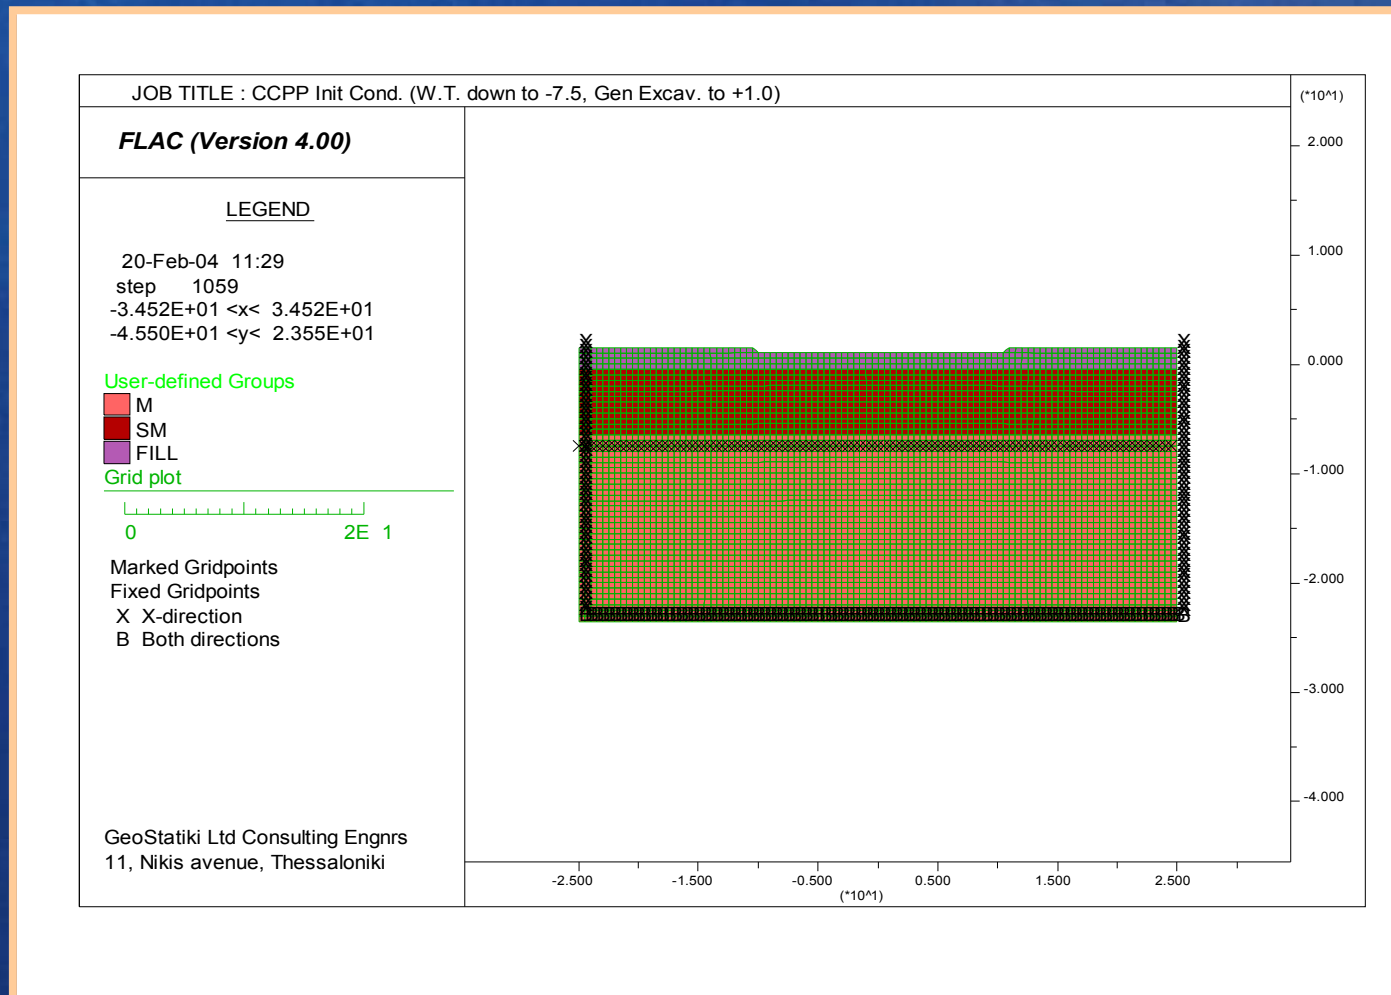 JOB TITLE : CCPP Init Cond. (W.T. down to -7.5, Gen Excav. to +1.0)
FLAC (Version 4.00)
LEGEND
20-Feb-04 11:29
step 1059
-3.452E+01 <x< 3.452E+01
-4.550E+01 <y< 2.355E+01
User-defined Groups
M
SM
FILL
Grid plot
0 2E 1
Marked Gridpoints
Fixed Gridpoints
X X-direction
B Both directions
GeoStatiki Ltd Consulting Engnrs
11, Nikis avenue, Thessaloniki
(*10^1)
2.000
1.000
0.000
-1.000
-2.000
-3.000
-4.000
-2.500 -1.500 -0.500 0.500 1.500 2.500
(*10^1)